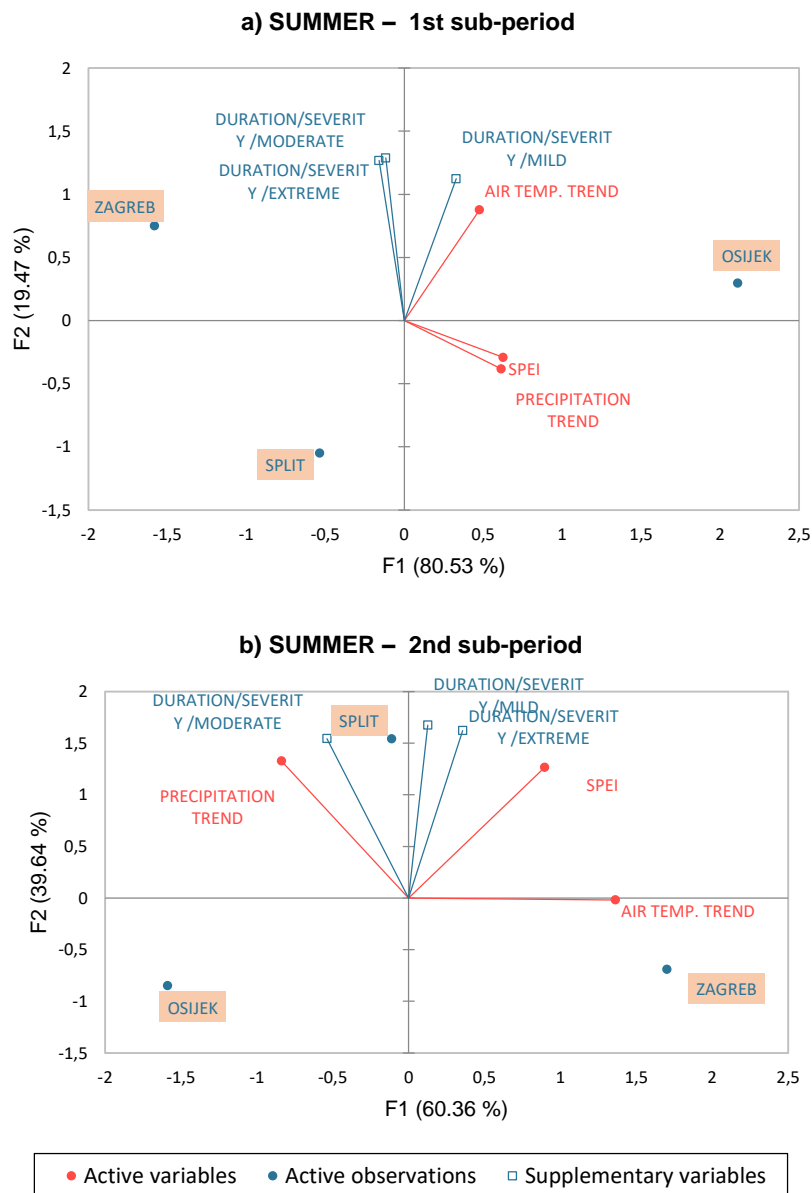 a) SUMMER – 1st sub-period
2
DURATION/SEVERIT
Y /MODERATE
DURATION/SEVERIT
Y /MILD
1,5
DURATION/SEVERIT
Y /EXTREME
AIR TEMP. TREND
1
ZAGREB
OSIJEK
0,5
0
SPEI
-0,5
PRECIPITATION
TREND
-1
SPLIT
-1,5
-2 -1,5 -1 -0,5 0 0,5 1 1,5 2 2,5
F1 (80.53 %)
F2 (19.47 %)
b) SUMMER – 2nd sub-period
2
DURATION/SEVERIT
Y /MODERATE
SPLIT
DURATION/SEVERIT
Y /MILD
DURATION/SEVERIT
Y /EXTREME
1,5
PRECIPITATION
TREND
SPEI
1
0,5
0
AIR TEMP. TREND
-0,5
ZAGREB
-1
OSIJEK
-1,5
-2 -1,5 -1 -0,5 0 0,5 1 1,5 2 2,5
F1 (60.36 %)
F2 (39.64 %)
Active variables Active observations Supplementary variables